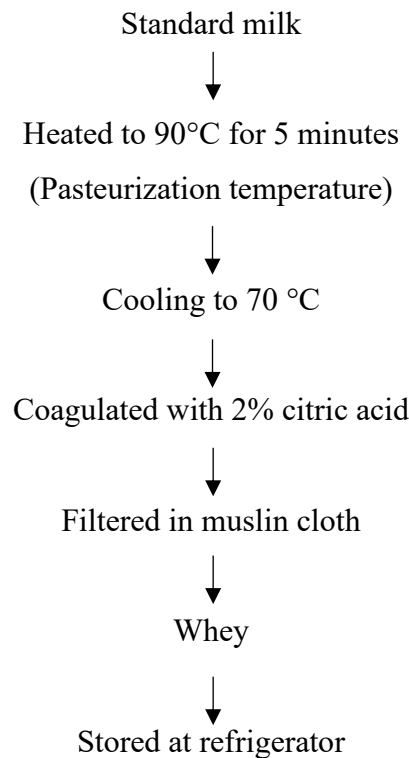 Standard milk
Heated to 90°C for 5 minutes
(Pasteurization temperature)
Cooling to 70 °C
Coagulated with 2% citric acid
Filtered in muslin cloth
Whey
Stored at refrigerator